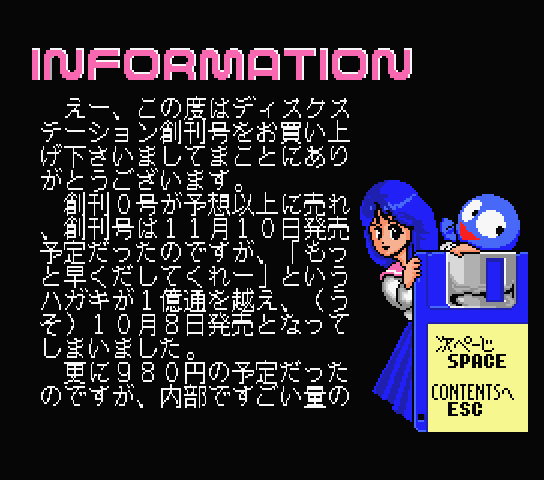 INFORMATION
えー、この度はディスクス
テーション創刊号をお買い上
げ下さいましてまことにあり
がとうございます。
創刊０号が予想以上に売れ
、創刊号は１１月１０日発売
予定だったのですが、「もっ
と早くだしてくれー」という
ハガキが１億通を越え、（う
そ）１０月８日発売となって
しまいました。
更に９８０円の予定だった
のですが、内部ですごい量の
次ぺーじ
SPACE
CONTENTSへ
ESC